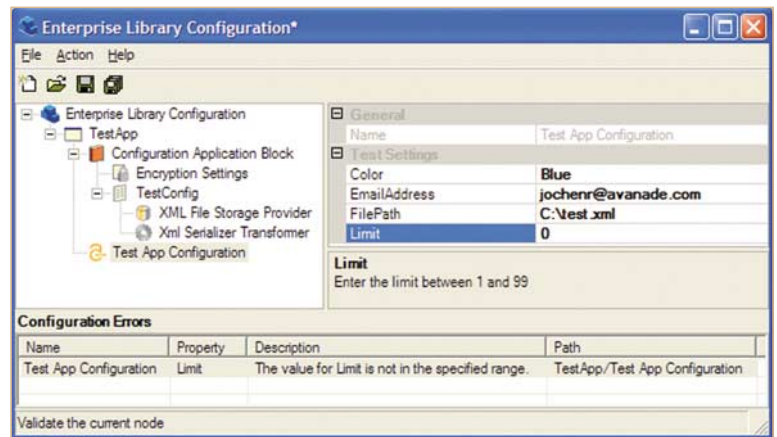 Enterprise Library Configuration*
File Action Help
Enterprise Library Configuration
TestApp
Configuration Application Block
Encryption Settings
TestConfig
XML File Storage Provider
Xml Serializer Transformer
Test App Configuration
General
Name Test App Configuration
Test Settings
Color Blue
EmailAddress jochenr@avanade.com
FilePath C:\test.xml
Limit 0
Limit
Enter the limit between 1 and 99
Configuration Errors
Name Property Description Path
Test App Configuration Limit The value for Limit is not in the specified range. TestApp/Test App Configuration
Validate the current node